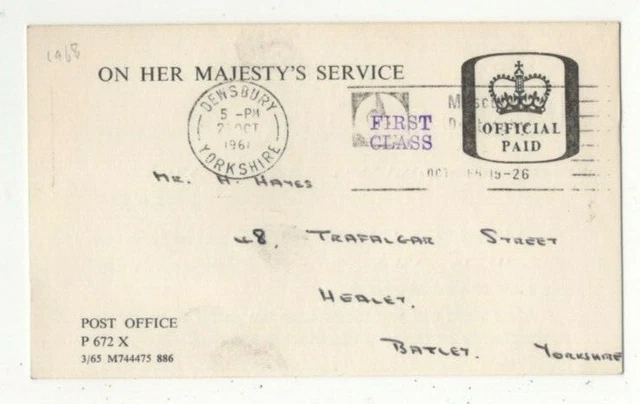 1968
ON HER MAJESTY'S SERVICE
DEWSBURY
5 -PM
OCT
196
YORKSHIRE
FIRST
CLASS
OFFICIAL
PAID
19-26
MR. H. HAYES
48, TRAFALGAR STREET
HEALEY,
BATLEY. YORKSHIRE
POST OFFICE
P 672 X
3/65 M744475 886